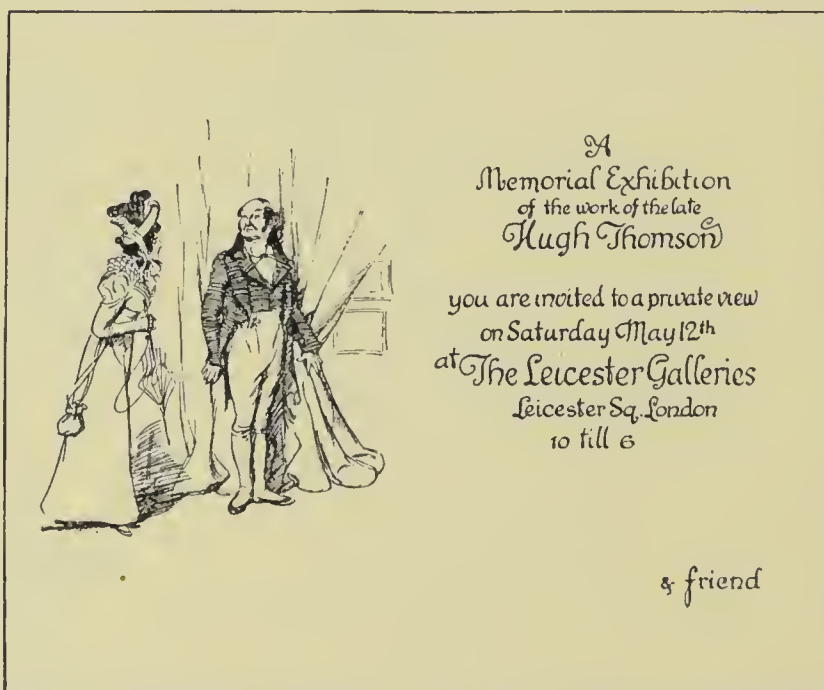 A
Memorial Exhibition
of the work of the late
Hugh Thomson
you are invited to a private view
on Saturday May 12th
at The Leicester Galleries
Leicester Sq. London
10 till 6
& friend